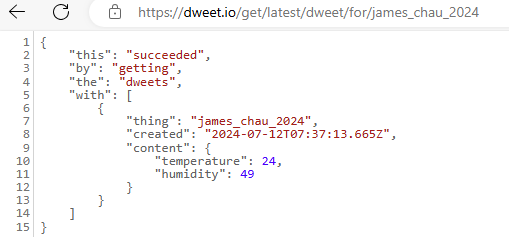 https://dweet.io/get/latest/dweet/for/james_chau_2024
1 {
2 "this": "succeeded",
3 "by": "getting",
4 "the": "dweets",
5 "with": [
6 {
7 "thing": "james_chau_2024",
8 "created": "2024-07-12T07:37:13.665Z",
9 "content": {
10 "temperature": 24,
11 "humidity": 49
12 }
13 }
14 ]
15 }